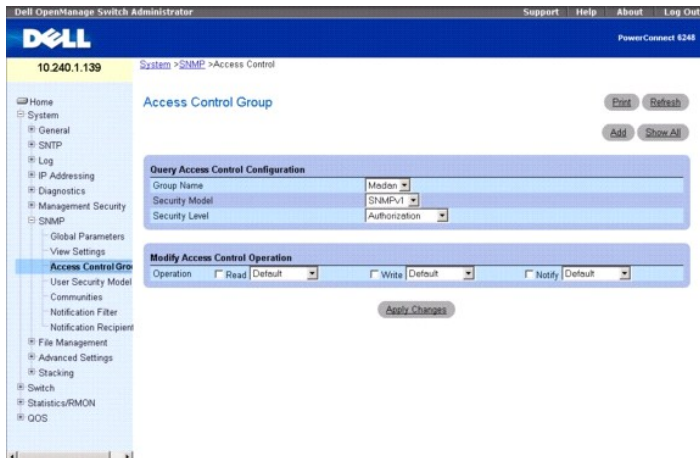 Dell OpenManage Switch Administrator
Support Help About Log Out
DELL
PowerConnect 6248
10.240.1.139
System >SNMP >Access Control
Home
System
General
SNTP
Log
IP Addressing
Diagnostics
Management Security
SNMP
Global Parameters
View Settings
Access Control Gro
User Security Model
Communities
Notification Filter
Notification Recipient
File Management
Advanced Settings
Stacking
Switch
Statistics/RMON
QOS
Access Control Group
Print Refresh
Add Show All
Query Access Control Configuration
Group Name Madan
Security Model SNMPv1
Security Level Authorization
Modify Access Control Operation
Operation Read Default Write Default Notify Default
Apply Changes